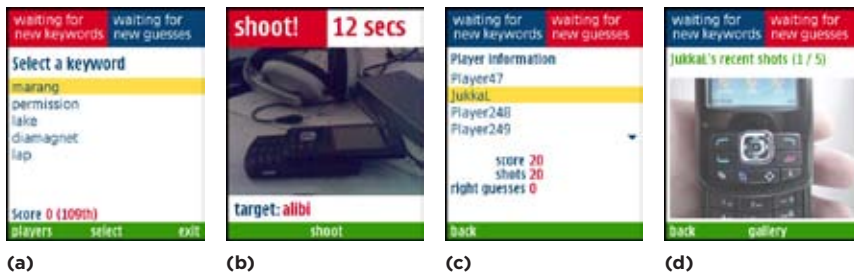 waiting for
new keywords
waiting for
new guesses
Select a keyword
marang
permission
lake
diamagnet
lap
Score 0 (109th)
players select exit
(a)
shoot! 12 secs
target: alibi
shoot
(b)
waiting for
new keywords
waiting for
new guesses
Player information
Player47
JukkaL
Player248
Player249
score 20
shots 20
right guesses 0
back
(c)
waiting for
new keywords
waiting for
new guesses
JukkaL's recent shots (1 / 5)
back gallery
(d)